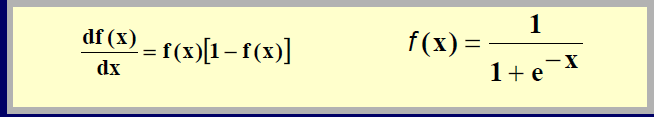 df(x)/dx = f(x)[1 – f(x)]
f(x) = 1/(1 + e^–x)